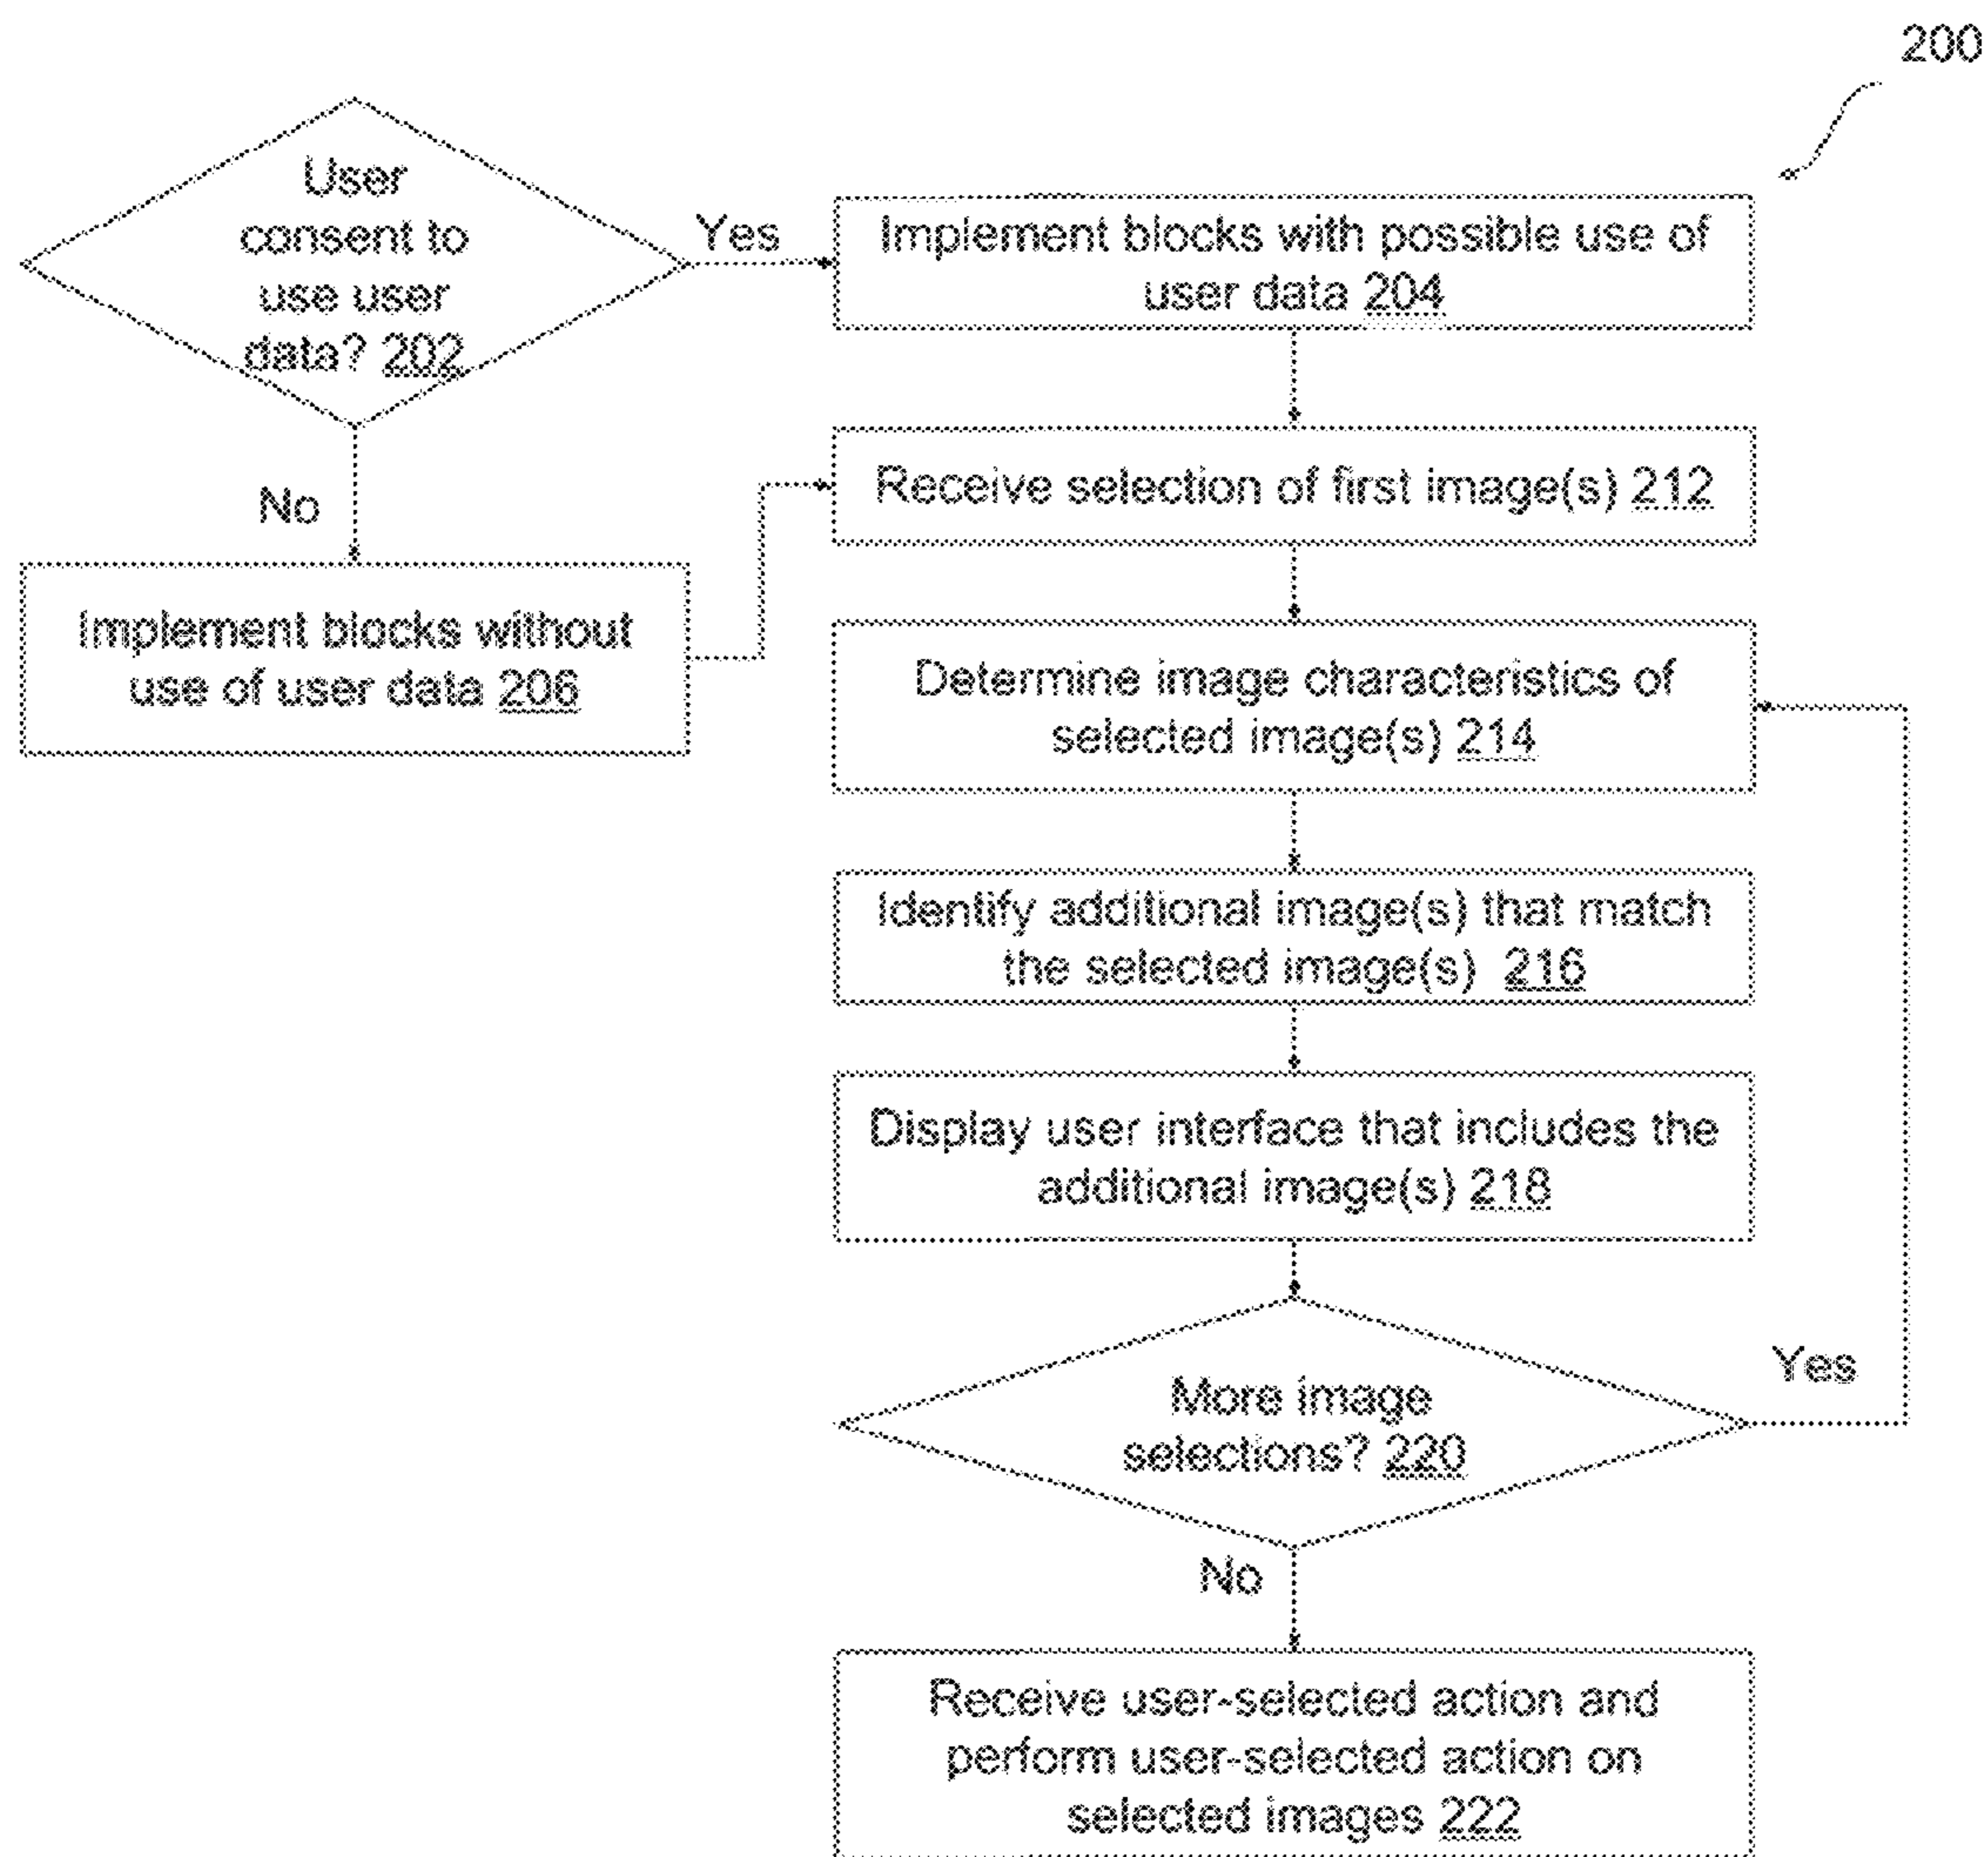 200
User
consent to
use user
data? 202
Yes
Implement blocks with possible use of
user data 204
No
Implement blocks without
use of user data 206
Receive selection of first image(s) 212
Determine image characteristics of
selected image(s) 214
Identify additional image(s) that match
the selected image(s) 216
Display user interface that includes the
additional image(s) 218
More image
selections? 220
Yes
No
Receive user-selected action and
perform user-selected action on
selected images 222